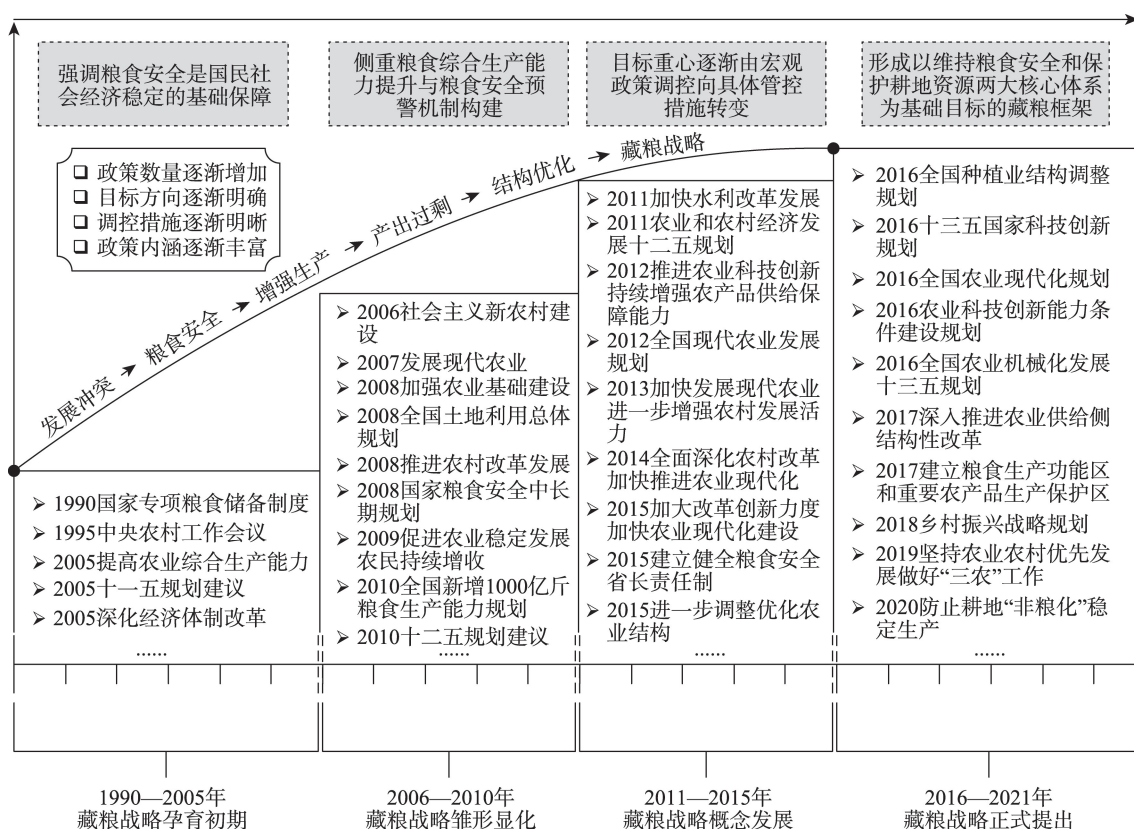 强调粮食安全是国民社
会经济稳定的基础保障
侧重粮食综合生产能
力提升与粮食安全预
警机制构建
目标重心逐渐由宏观
政策调控向具体管控
措施转变
形成以维持粮食安全和保
护耕地资源两大核心体系
为基础目标的藏粮框架
❑ 政策数量逐渐增加
❑ 目标方向逐渐明确
❑ 调控措施逐渐明晰
❑ 政策内涵逐渐丰富
发展冲突 → 粮食安全 → 增强生产 → 产出过剩 → 结构优化 → 藏粮战略
➢ 1990国家专项粮食储备制度
➢ 1995中央农村工作会议
➢ 2005提高农业综合生产能力
➢ 2005十一五规划建议
➢ 2005深化经济体制改革
......
➢ 2006社会主义新农村建
设
➢ 2007发展现代农业
➢ 2008加强农业基础建设
➢ 2008全国土地利用总体
规划
➢ 2008推进农村改革发展
➢ 2008国家粮食安全中长
期规划
➢ 2009促进农业稳定发展
农民持续增收
➢ 2010全国新增1000亿斤
粮食生产能力规划
➢ 2010十二五规划建议
......
➢ 2011加快水利改革发展
➢ 2011农业和农村经济发
展十二五规划
➢ 2012推进农业科技创新
持续增强农产品供给保
障能力
➢ 2012全国现代农业发展
规划
➢ 2013加快发展现代农业
进一步增强农村发展活
力
➢ 2014全面深化农村改革
加快推进农业现代化
➢ 2015加大改革创新力度
加快农业现代化建设
➢ 2015建立健全粮食安全
省长责任制
➢ 2015进一步调整优化农
业结构
......
➢ 2016全国种植业结构调整
规划
➢ 2016十三五国家科技创新
规划
➢ 2016全国农业现代化规划
➢ 2016农业科技创新能力条
件建设规划
➢ 2016全国农业机械化发展
十三五规划
➢ 2017深入推进农业供给侧
结构性改革
➢ 2017建立粮食生产功能区
和重要农产品生产保护区
➢ 2018乡村振兴战略规划
➢ 2019坚持农业农村优先发
展做好“三农”工作
➢ 2020防止耕地“非粮化”稳
定生产
......
1990—2005年
藏粮战略孕育初期
2006—2010年
藏粮战略雏形显化
2011—2015年
藏粮战略概念发展
2016—2021年
藏粮战略正式提出